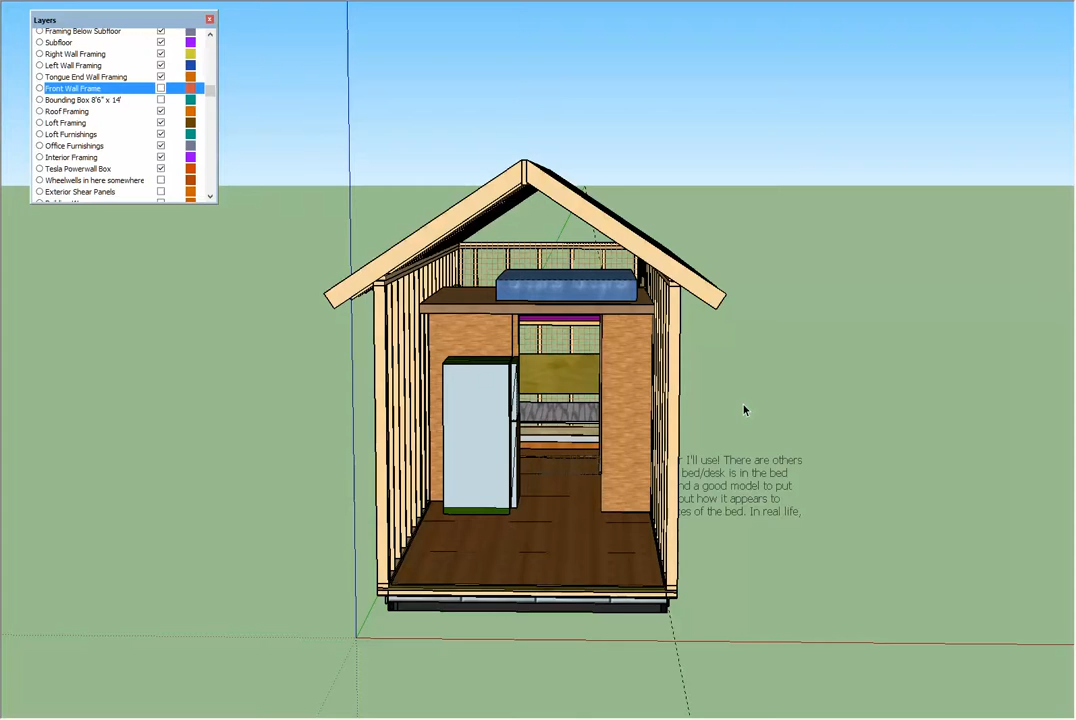 Layers
Framing Below Subfloor
Subfloor
Right Wall Framing
Left Wall Framing
Tongue End Wall Framing
Front Wall Frame
Bounding Box 8'6" x 14'
Roof Framing
Loft Framing
Loft Furnishings
Office Furnishings
Interior Framing
Tesla Powerwall Box
Wheelwells in here somewhere
Exterior Shear Panels
I'll use! There are others
bed/desk is in the bed
nd a good model to put
out how it appears to
es of the bed. In real life,